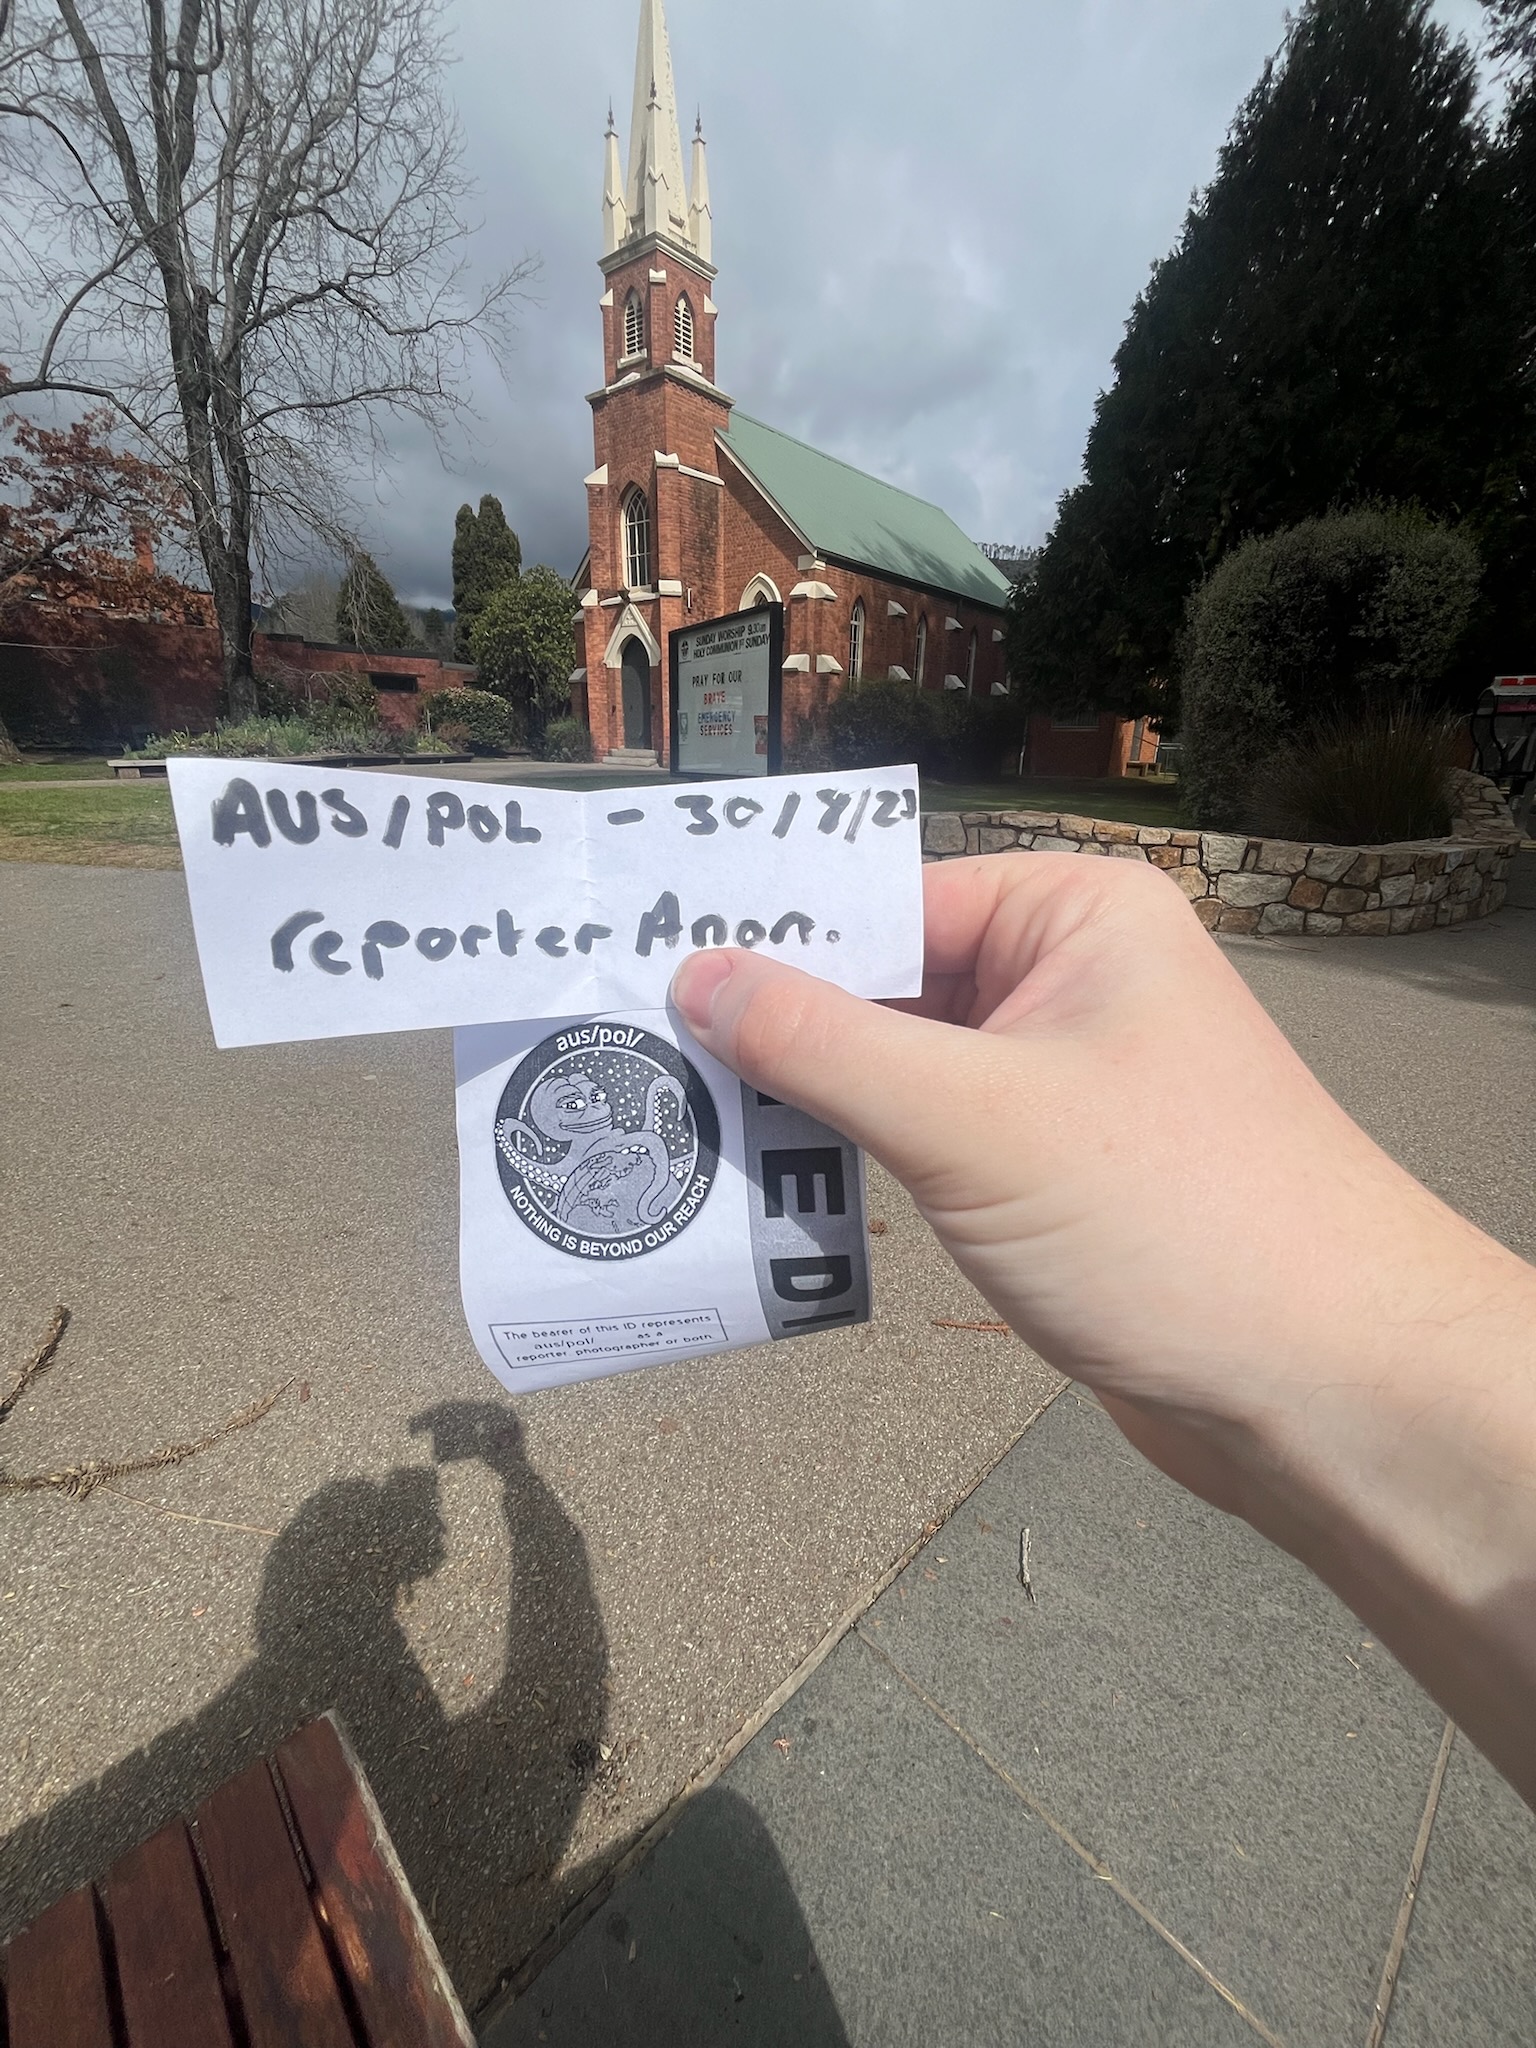 SUNDAY WORSHIP 9.30am
HOLY COMMUNION 1ST SUNDAY
PRAY FOR OUR
BRAVE
EMERGENCY
SERVICES
AUS/POL - 30/8/23
reporter Anon.
aus/pol/
NOTHING IS BEYOND OUR REACH
EDI
The bearer of this ID represents
aus/pol/ as a
reporter photographer or both